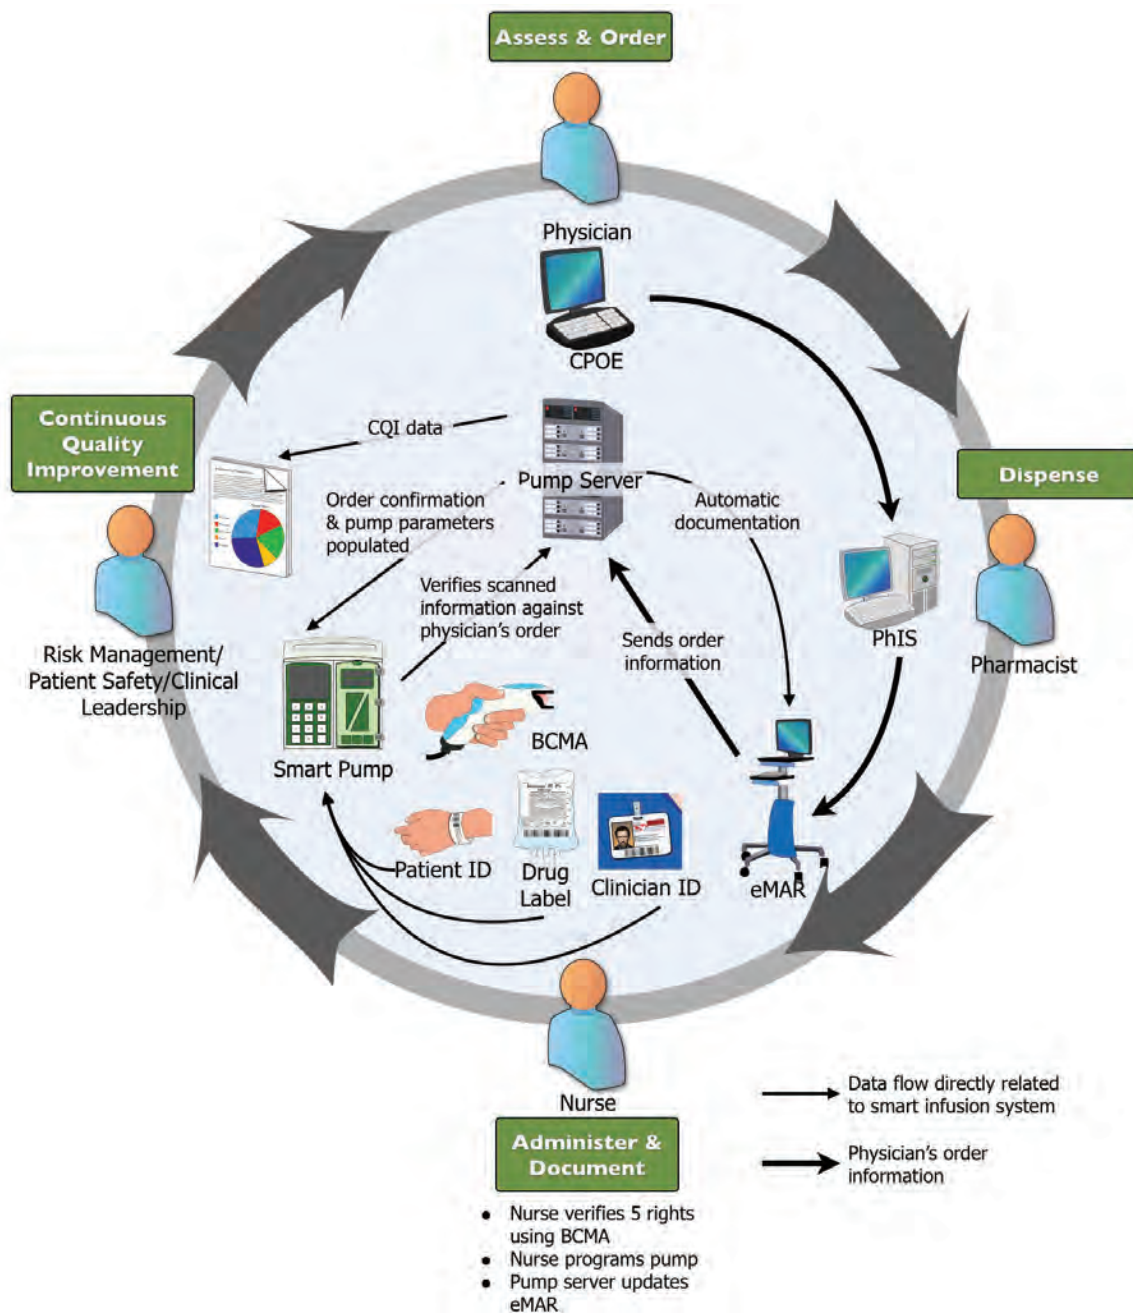 Assess & Order
Physician
CPOE
Continuous
Quality
Improvement
CQI data
Pump Server
Order confirmation
& pump parameters
populated
Automatic
documentation
Dispense
Verifies scanned
information against
physician's order
Sends order
information
PhIS
Pharmacist
Risk Management/
Patient Safety/Clinical
Leadership
BCMA
Smart Pump
Patient ID
Drug
Label
Clinician ID
eMAR
Nurse
Administer &
Document
• Nurse verifies 5 rights
using BCMA
• Nurse programs pump
• Pump server updates
eMAR
Data flow directly related
to smart infusion system
Physician's order
information